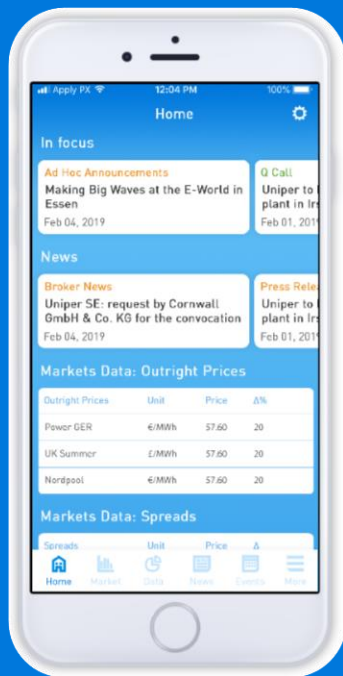 Apply PX 12:04 PM 100%
Home
In focus
Ad Hoc Announcements
Making Big Waves at the E-World in
Essen
Feb 04, 2019
Q Call
Uniper to
plant in Irs
Feb 01, 201
News
Broker News
Uniper SE: request by Cornwall
GmbH & Co. KG for the convocation
Feb 04, 2019
Press Rele
Uniper to
plant in Irs
Feb 01, 201
Markets Data: Outright Prices
Outright Prices Unit Price Δ%
Power GER €/MWh 57.60 20
UK Summer £/MWh 57.60 20
Nordpool €/MWh 57.60 20
Markets Data: Spreads
Spreads Unit Price Δ
Home Market Data News Events More